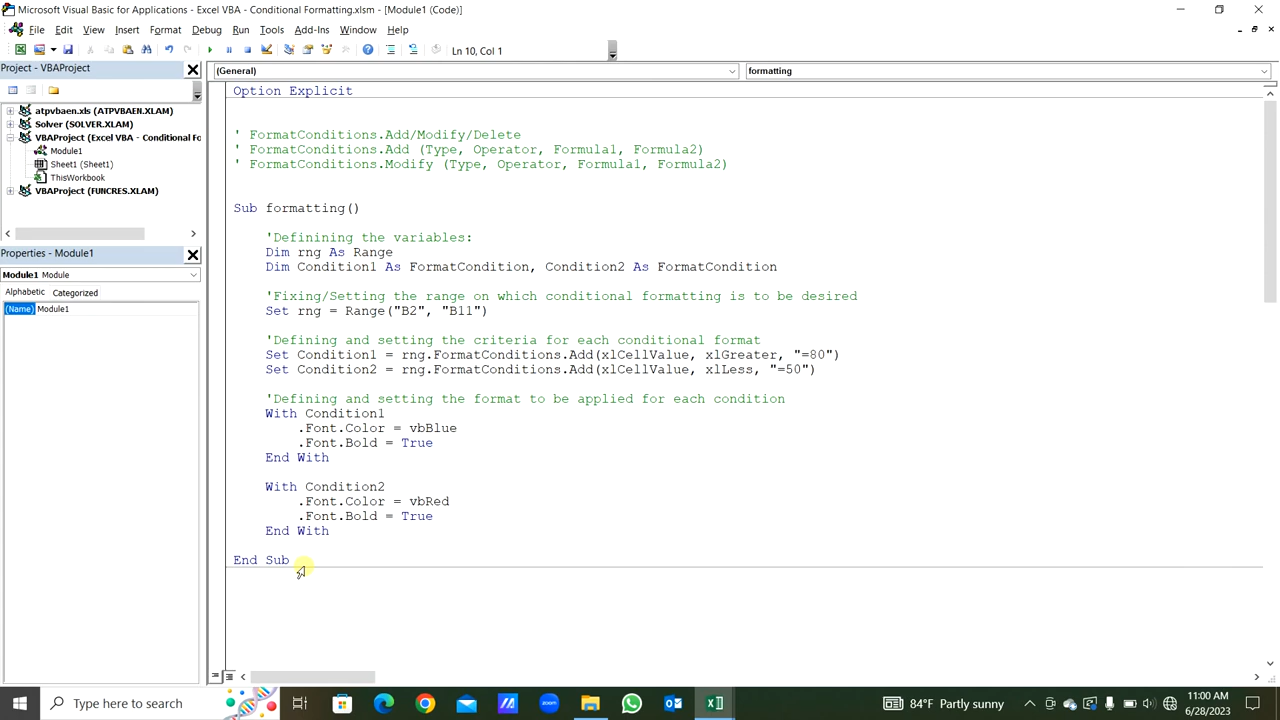 Microsoft Visual Basic for Applications - Excel VBA - Conditional Formatting.xlsm - [Module1 (Code)]
File Edit View Insert Format Debug Run Tools Add-Ins Window Help
Ln 10, Col 1
Project - VBAProject
(General)
formatting
atpvbaen.xls (ATPVBAEN.XLAM)
Solver (SOLVER.XLAM)
VBAProject (Excel VBA - Conditional Fo
Module1
Sheet1 (Sheet1)
ThisWorkbook
VBAProject (FUNCRES.XLAM)
Properties - Module1
Module1 Module
Alphabetic Categorized
(Name) Module1
Option Explicit
' FormatConditions.Add/Modify/Delete
' FormatConditions.Add (Type, Operator, Formula1, Formula2)
' FormatConditions.Modify (Type, Operator, Formula1, Formula2)
Sub formatting()
'Definining the variables:
Dim rng As Range
Dim Condition1 As FormatCondition, Condition2 As FormatCondition
'Fixing/Setting the range on which conditional formatting is to be desired
Set rng = Range("B2", "B11")
'Defining and setting the criteria for each conditional format
Set Condition1 = rng.FormatConditions.Add(xlCellValue, xlGreater, "=80")
Set Condition2 = rng.FormatConditions.Add(xlCellValue, xlLess, "=50")
'Defining and setting the format to be applied for each condition
With Condition1
.Font.Color = vbBlue
.Font.Bold = True
End With
With Condition2
.Font.Color = vbRed
.Font.Bold = True
End With
End Sub
Type here to search
zoom
84°F Partly sunny
11:00 AM
6/28/2023